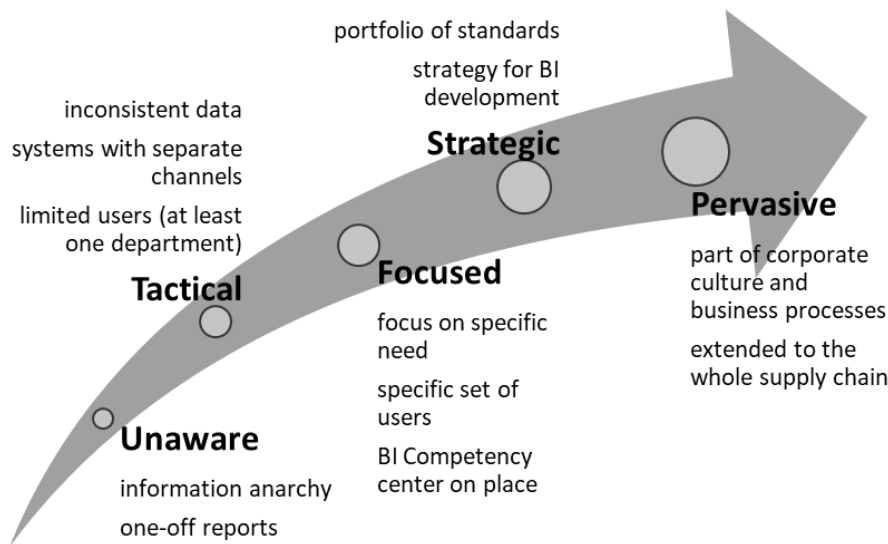 portfolio of standards
strategy for BI
development
Strategic
inconsistent data
systems with separate
channels
limited users (at least
one department)
Tactical
Pervasive
part of corporate
culture and
business processes
extended to the
whole supply chain
Focused
focus on specific
need
specific set of
users
BI Competency
center on place
Unaware
information anarchy
one-off reports